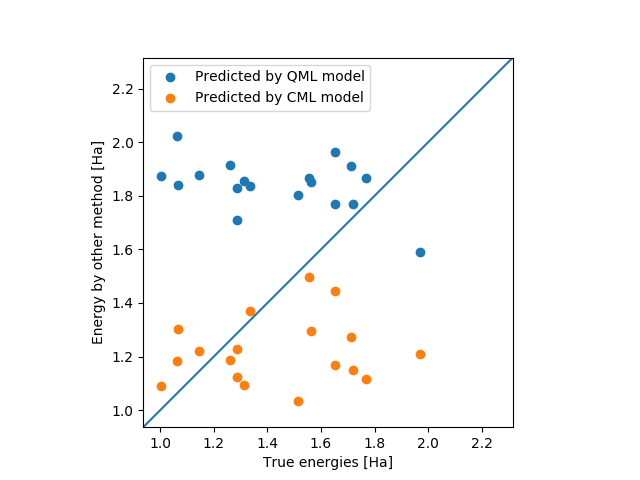 Predicted by QML model
Predicted by CML model
2.2
2.0
1.8
1.6
1.4
1.2
1.0
Energy by other method [Ha]
1.0 1.2 1.4 1.6 1.8 2.0 2.2
True energies [Ha]